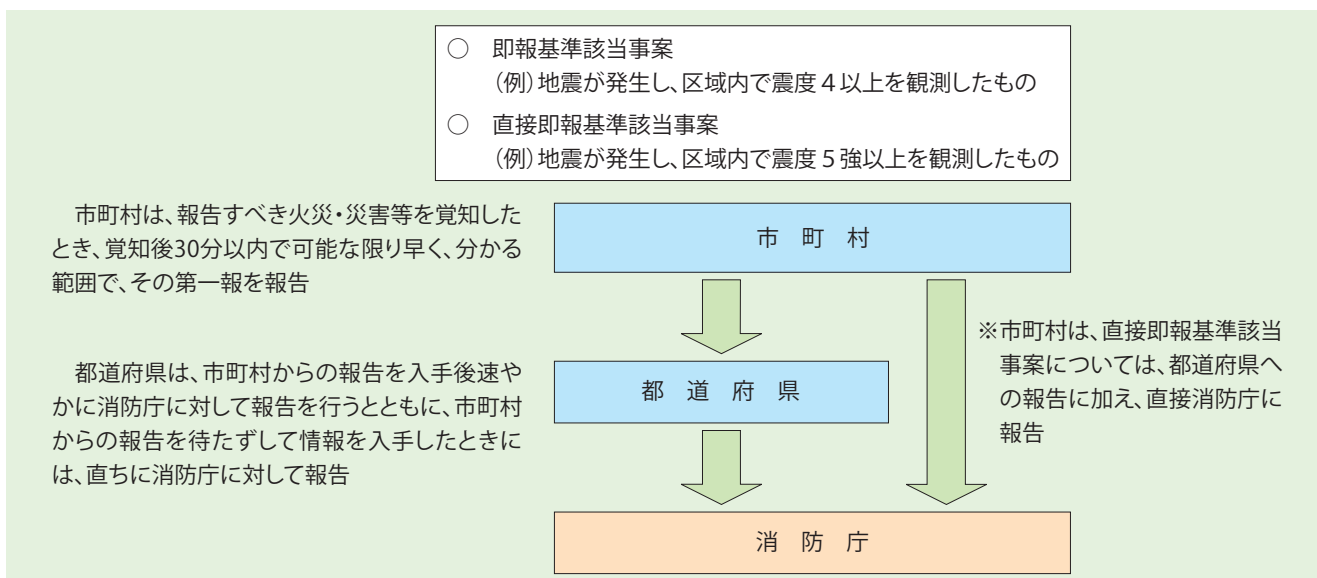 ○ 即報基準該当事案
(例)地震が発生し、区域内で震度4以上を観測したもの
○ 直接即報基準該当事案
(例)地震が発生し、区域内で震度5強以上を観測したもの
市町村は、報告すべき火災・災害等を覚知した
とき、覚知後30分以内で可能な限り早く、分かる
範囲で、その第一報を報告
市 町 村
※市町村は、直接即報基準該当
事案については、都道府県へ
の報告に加え、直接消防庁に
報告
都道府県は、市町村からの報告を入手後速や
かに消防庁に対して報告を行うとともに、市町村
からの報告を待たずして情報を入手したときに
は、直ちに消防庁に対して報告
都 道 府 県
消 防 庁